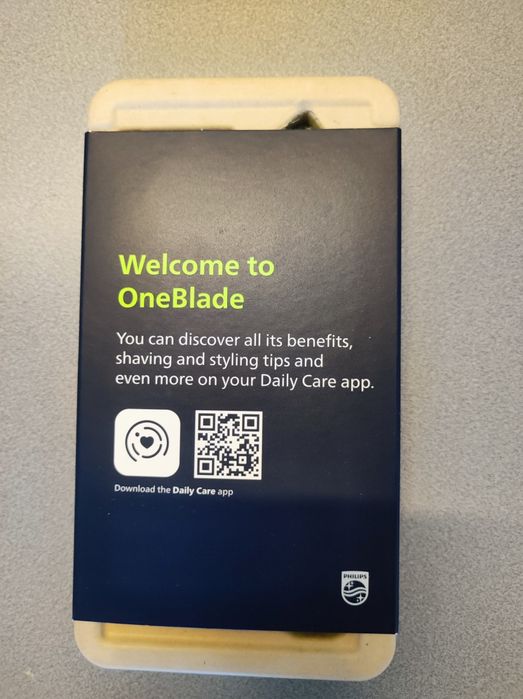 Welcome to
OneBlade
You can discover all its benefits,
shaving and styling tips and
even more on your Daily Care app.
Download the Daily Care app
PHILIPS